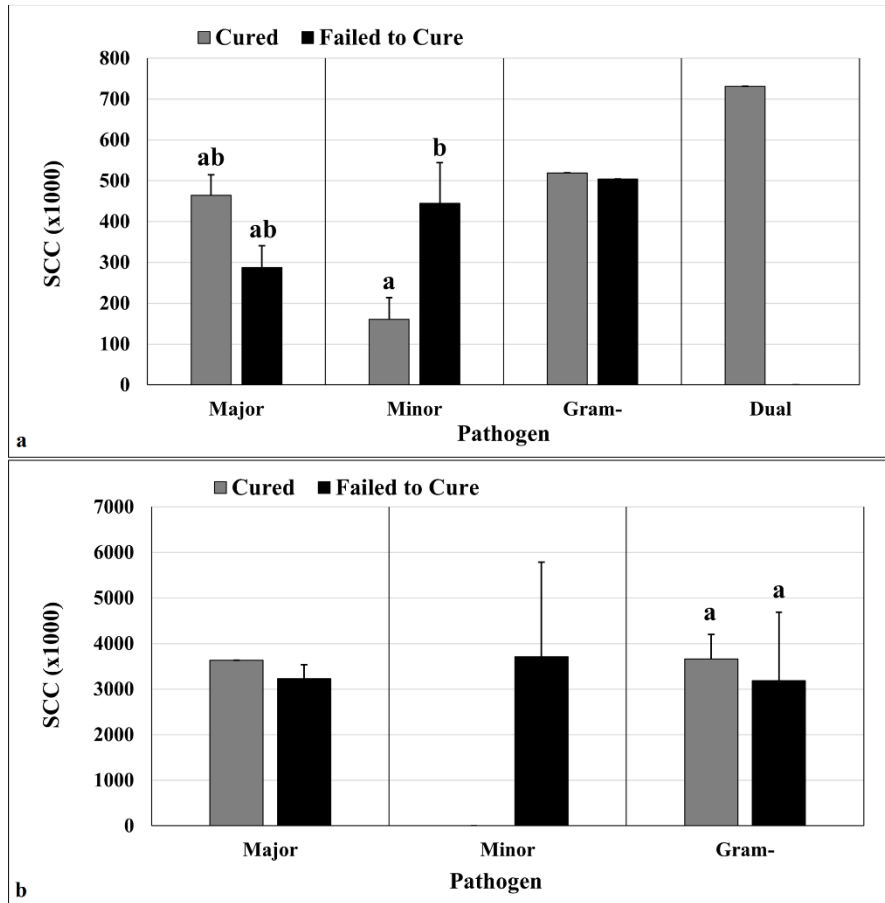 Cured Failed to Cure
800
700
600
500
400
300
200
100
0
SCC (x1000)
ab
ab
a
b
Major Minor Gram- Dual
Pathogen
a
Cured Failed to Cure
7000
6000
5000
4000
3000
2000
1000
0
SCC (x1000)
a
a
Major Minor Gram-
Pathogen
b